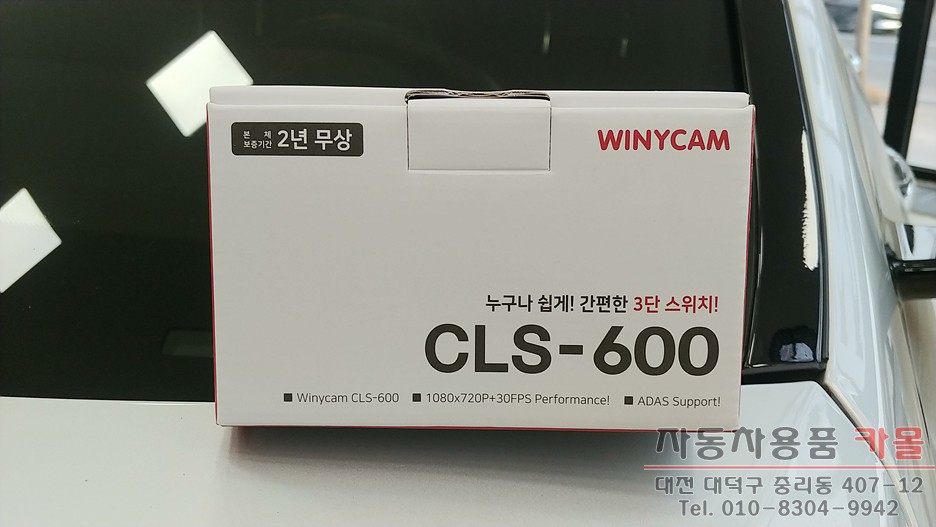 본 체
보증기간 2년 무상
WINYCAM
누구나 쉽게! 간편한 3단 스위치!
CLS-600
■ Winycam CLS-600 ■ 1080x720P+30FPS Performance! ■ ADAS Support!
자동차용품 카몰
대전 대덕구 중리동 407-12
Tel. 010-8304-9942